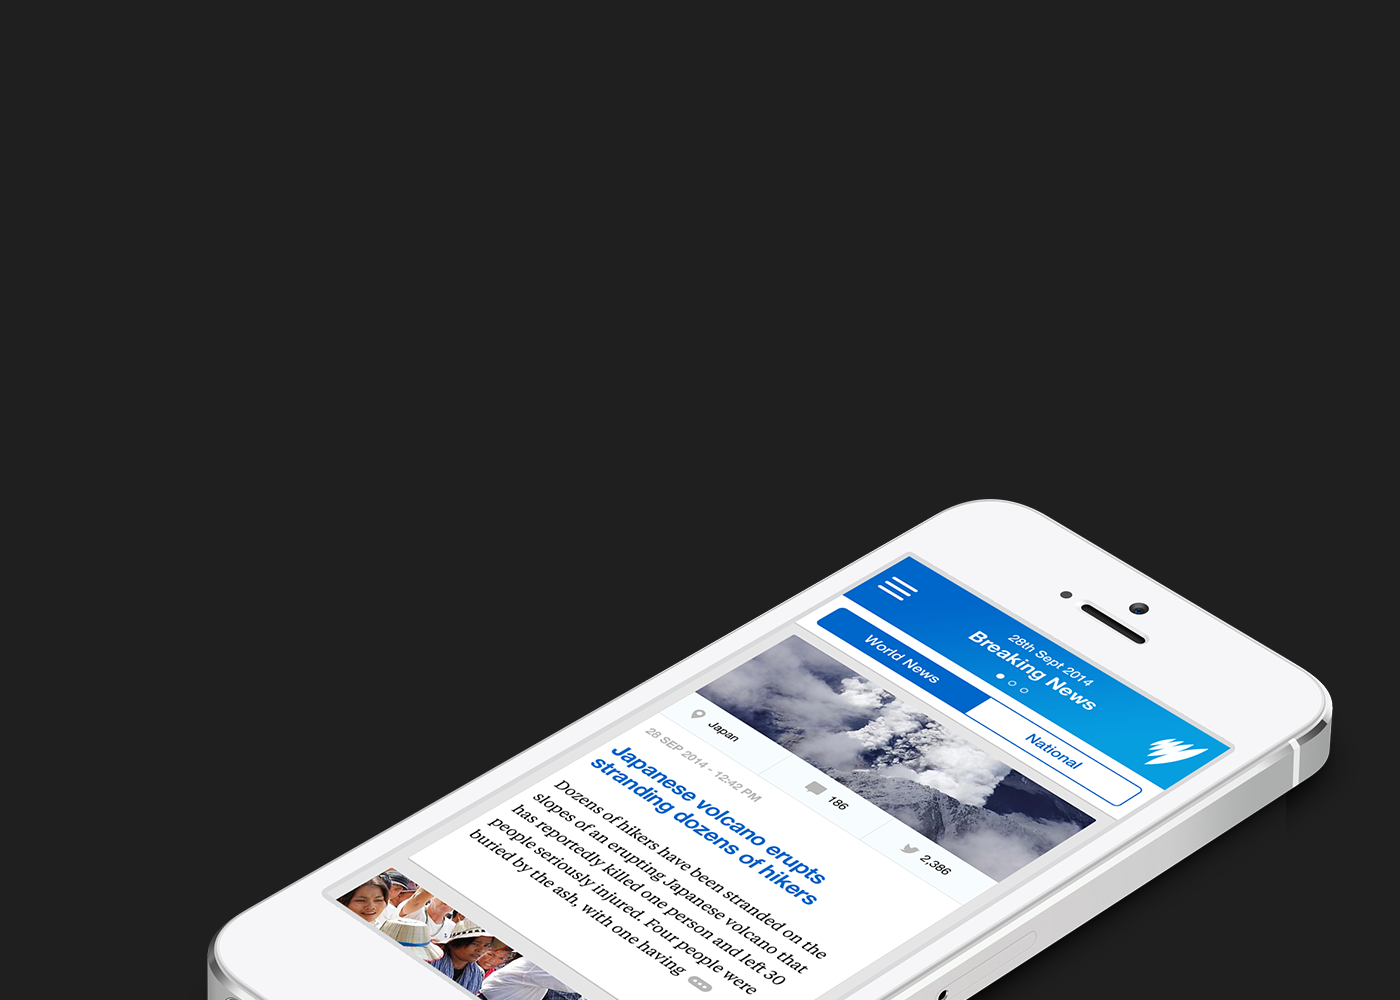 28th Sept 2014
Breaking News
World News
National
Japan
186
2,386
28 SEP 2014 - 12:42 PM
Japanese volcano erupts
stranding dozens of hikers
Dozens of hikers have been stranded on the
slopes of an erupting Japanese volcano that
has reportedly killed one person and left 30
people seriously injured. Four people were
buried by the ash, with one having